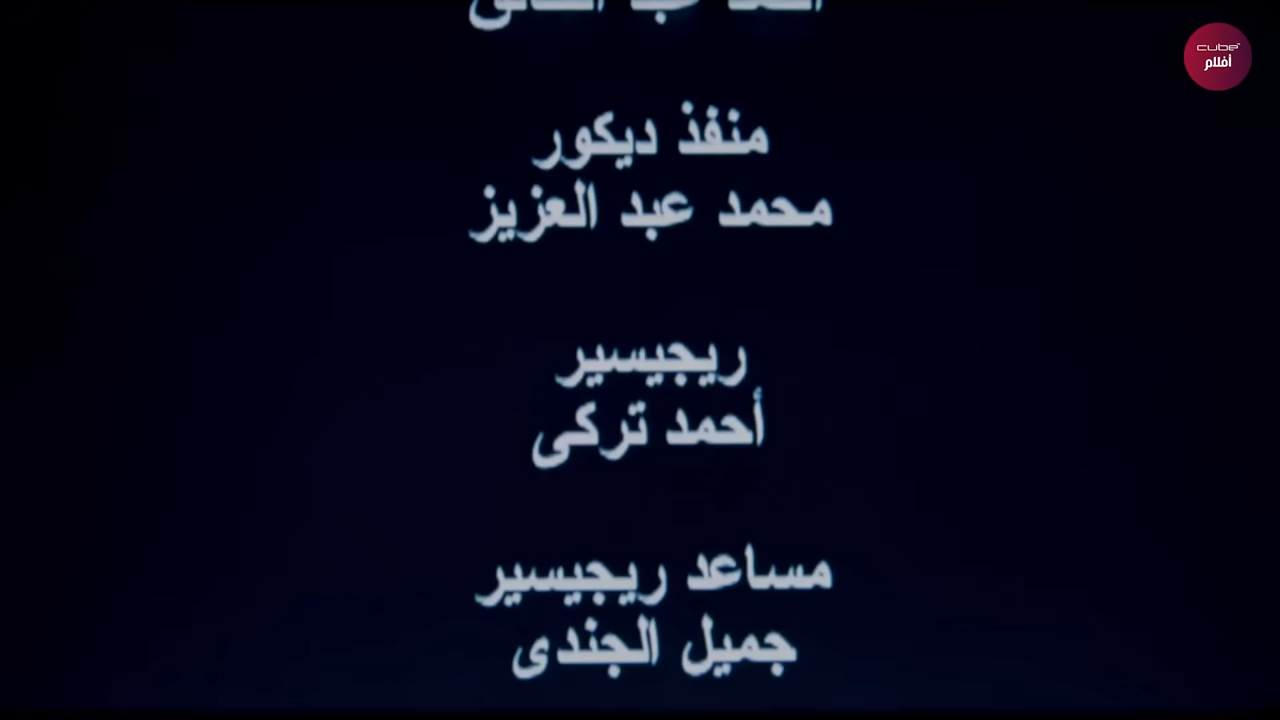 cube
أفلام
منفذ ديكور
محمد عبد العزيز
ريجيسير
أحمد تركى
مساعد ريجيسير
جميل الجندى